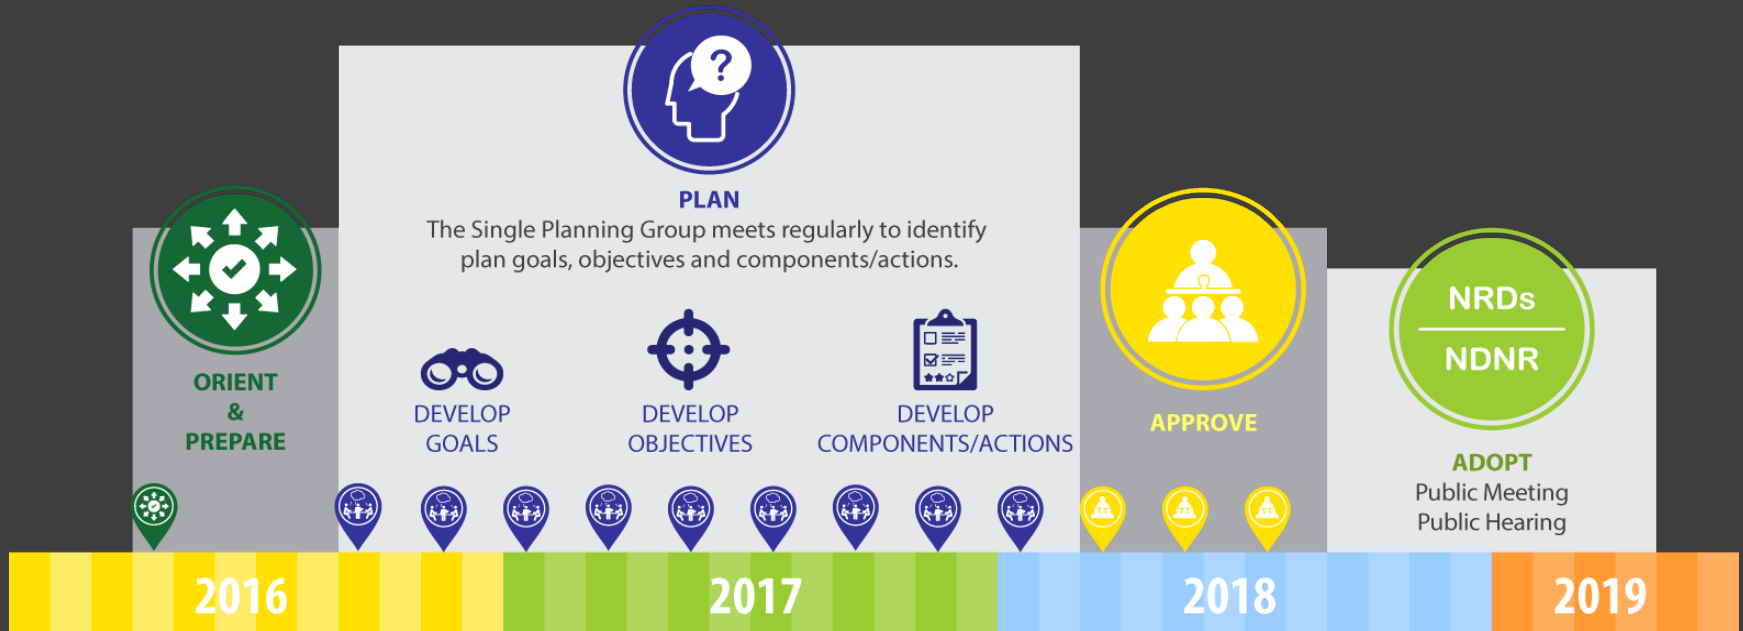 ?
PLAN
The Single Planning Group meets regularly to identify
plan goals, objectives and components/actions.
ORIENT
&
PREPARE
DEVELOP
GOALS
DEVELOP
OBJECTIVES
DEVELOP
COMPONENTS/ACTIONS
APPROVE
NRDs
NDNR
ADOPT
Public Meeting
Public Hearing
2016
2017
2018
2019